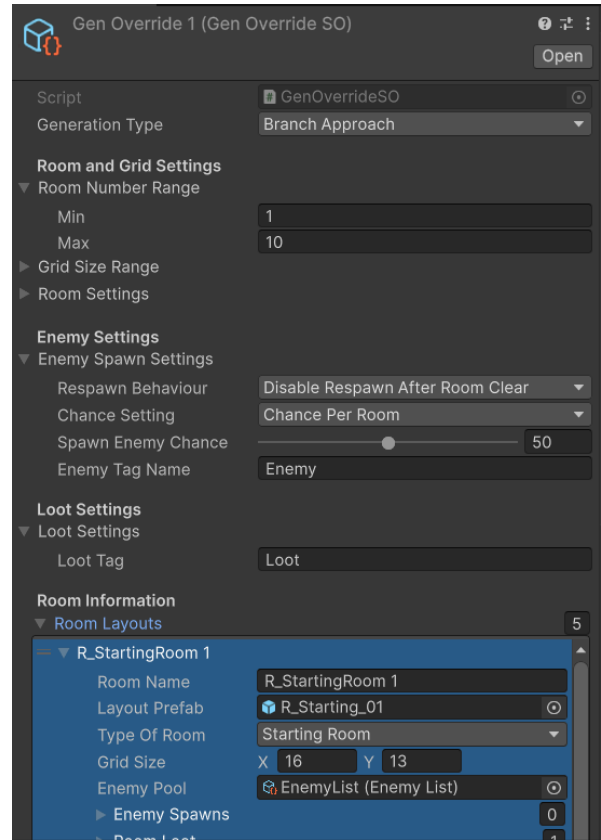 Gen Override 1 (Gen Override SO)
Open
Script GenOverrideSO
Generation Type Branch Approach
Room and Grid Settings
Room Number Range
Min 1
Max 10
Grid Size Range
Room Settings
Enemy Settings
Enemy Spawn Settings
Respawn Behaviour Disable Respawn After Room Clear
Chance Setting Chance Per Room
Spawn Enemy Chance 50
Enemy Tag Name Enemy
Loot Settings
Loot Settings
Loot Tag Loot
Room Information
Room Layouts 5
R_StartingRoom 1
Room Name R_StartingRoom 1
Layout Prefab R_Starting_01
Type Of Room Starting Room
Grid Size X 16 Y 13
Enemy Pool EnemyList (Enemy List)
Enemy Spawns 0
Room Loot 1